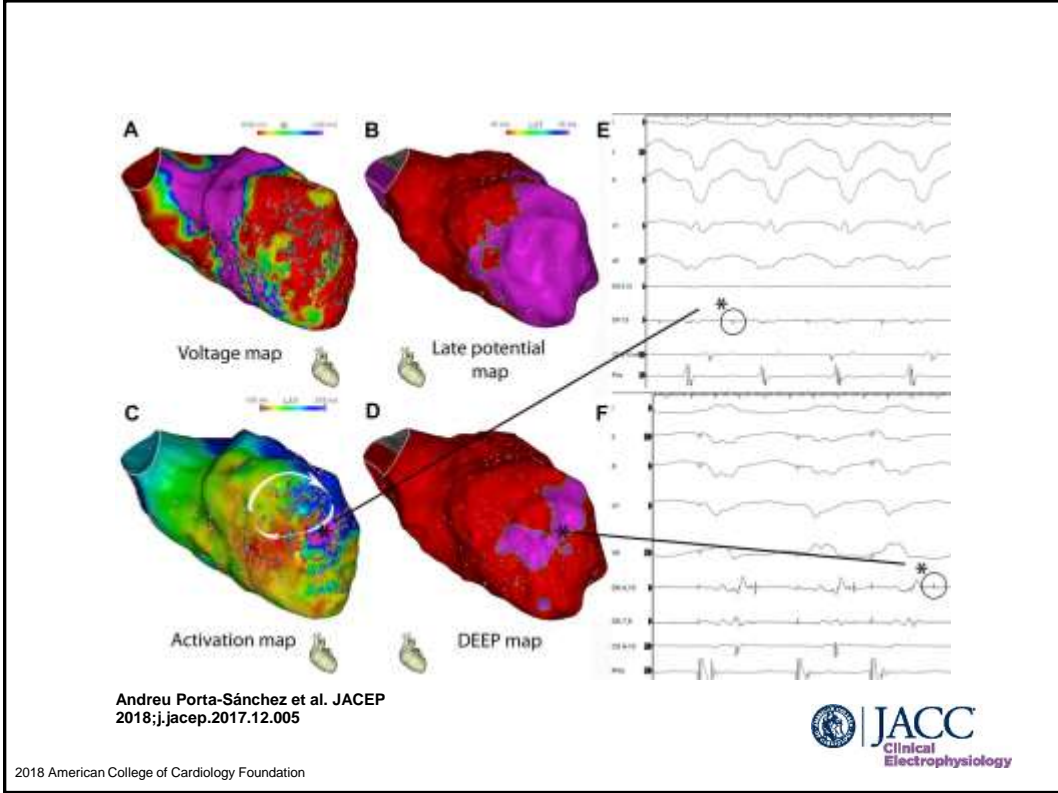 A
B
E
Voltage map
Late potential
map
C
D
F
Activation map
DEEP map
Andreu Porta-Sánchez et al. JACEP
2018;j.jacep.2017.12.005
JACC
Clinical
Electrophysiology
2018 American College of Cardiology Foundation